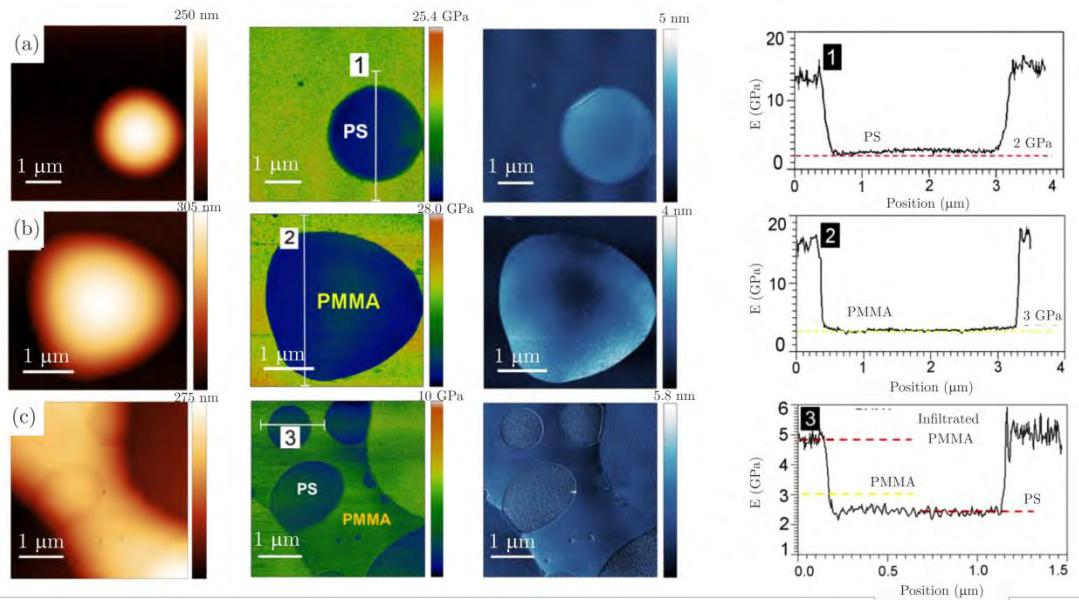 250 nm
25.4 GPa
5 nm
(a)
1
PS
1 μm
1 μm
1 μm
20
10
0
E (GPa)
1
PS
2 GPa
0
1
2
3
4
Position (μm)
305 nm
28.0 GPa
4 nm
(b)
2
PMMA
1 μm
1 μm
1 μm
20
10
0
E (GPa)
2
PMMA
3 GPa
0
1
2
3
4
Position (μm)
275 nm
10 GPa
5.8 nm
(c)
3
PS
PMMA
1 μm
1 μm
1 μm
6
5
4
3
2
1
E (GPa)
3
Infiltrated
PMMA
PMMA
PS
0.0
0.5
1.0
1.5
Position (μm)